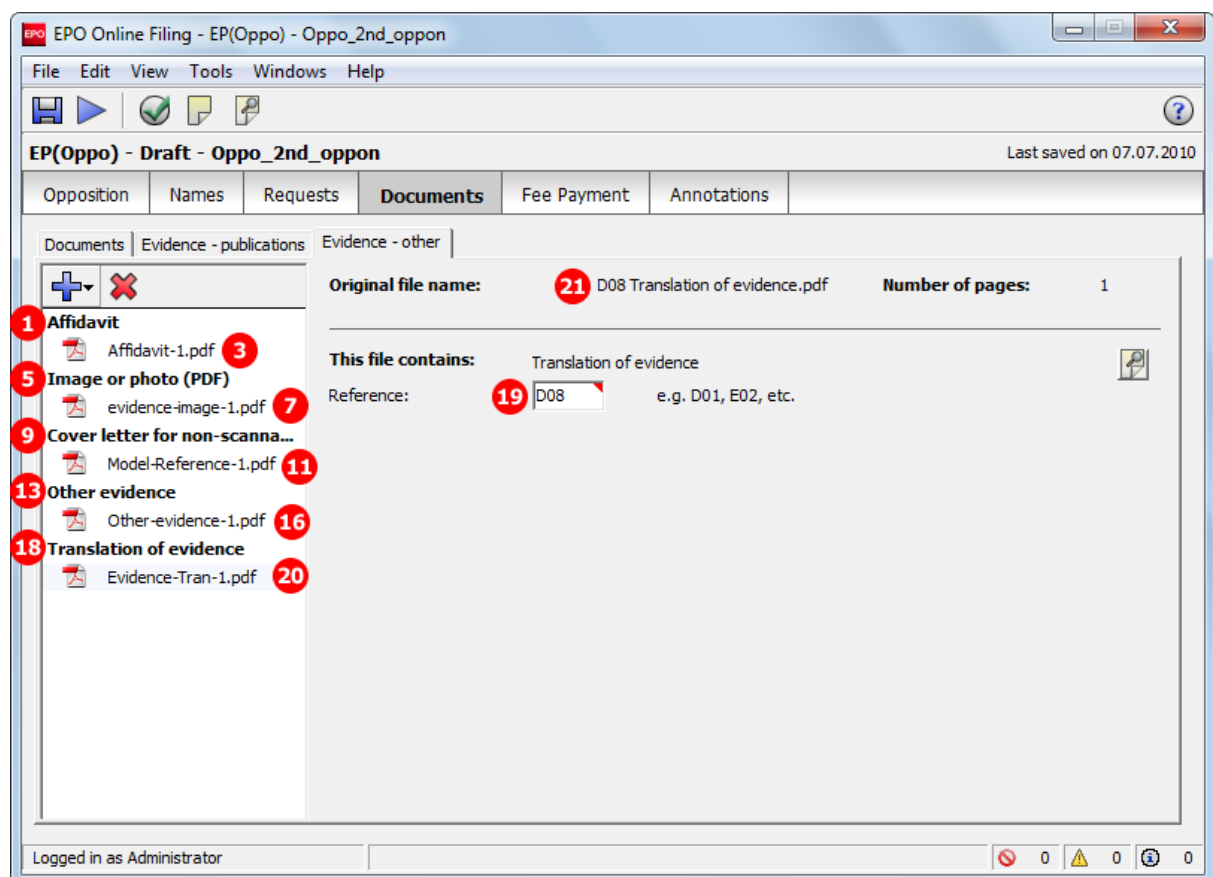 EPO EPO Online Filing - EP(Oppo) - Oppo_2nd_oppon X
File Edit View Tools Windows Help
?
EP(Oppo) - Draft - Oppo_2nd_oppon Last saved on 07.07.2010
Opposition Names Requests Documents Fee Payment Annotations
Documents Evidence - publications Evidence - other
Original file name: 21 D08 Translation of evidence.pdf Number of pages: 1
1 Affidavit
Affidavit-1.pdf 3
This file contains: Translation of evidence
5 Image or photo (PDF)
Reference: 19 D08 e.g. D01, E02, etc.
evidence-image-1.pdf 7
9 Cover letter for non-scanna...
Model-Reference-1.pdf 11
13 Other evidence
Other-evidence-1.pdf 16
18 Translation of evidence
Evidence-Tran-1.pdf 20
Logged in as Administrator 0 0 0